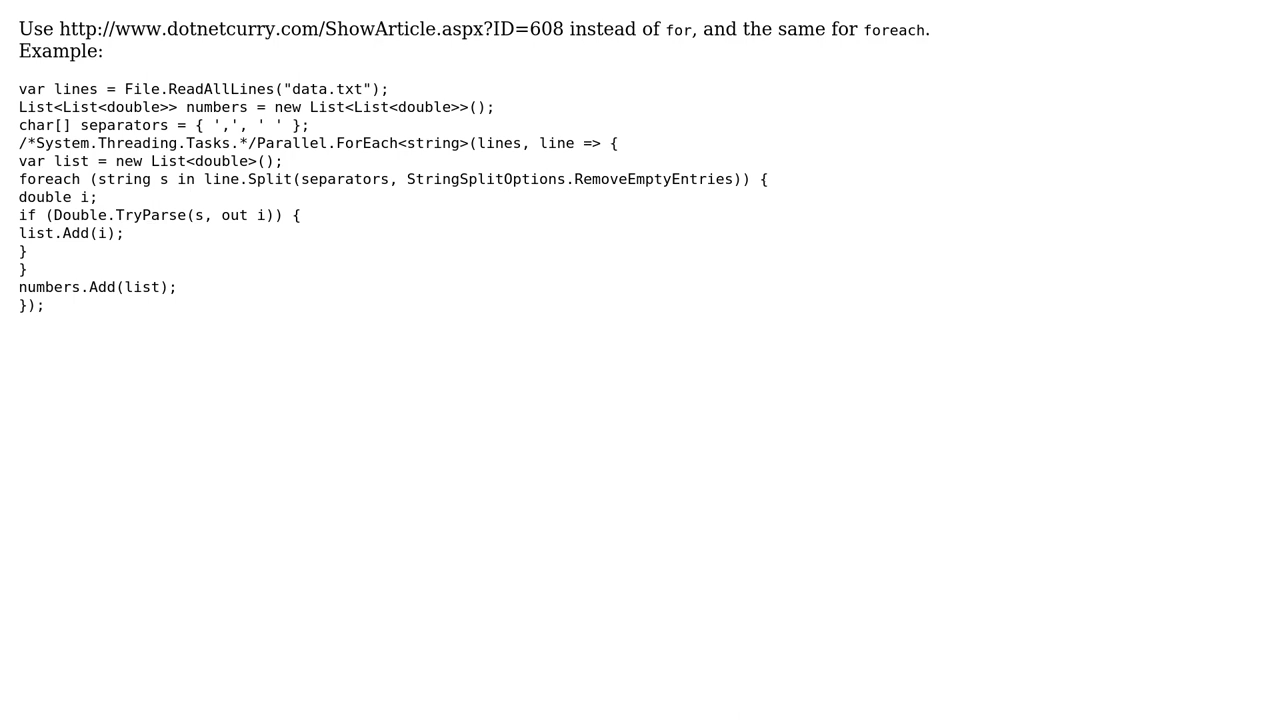 Use http://www.dotnetcurry.com/ShowArticle.aspx?ID=608 instead of for, and the same for foreach.
Example:
var lines = File.ReadAllLines("data.txt");
List<List<double>> numbers = new List<List<double>>();
char[] separators = { ',', ' ' };
/*System.Threading.Tasks.*/Parallel.ForEach<string>(lines, line => {
var list = new List<double>();
foreach (string s in line.Split(separators, StringSplitOptions.RemoveEmptyEntries)) {
double i;
if (Double.TryParse(s, out i)) {
list.Add(i);
}
}
numbers.Add(list);
});